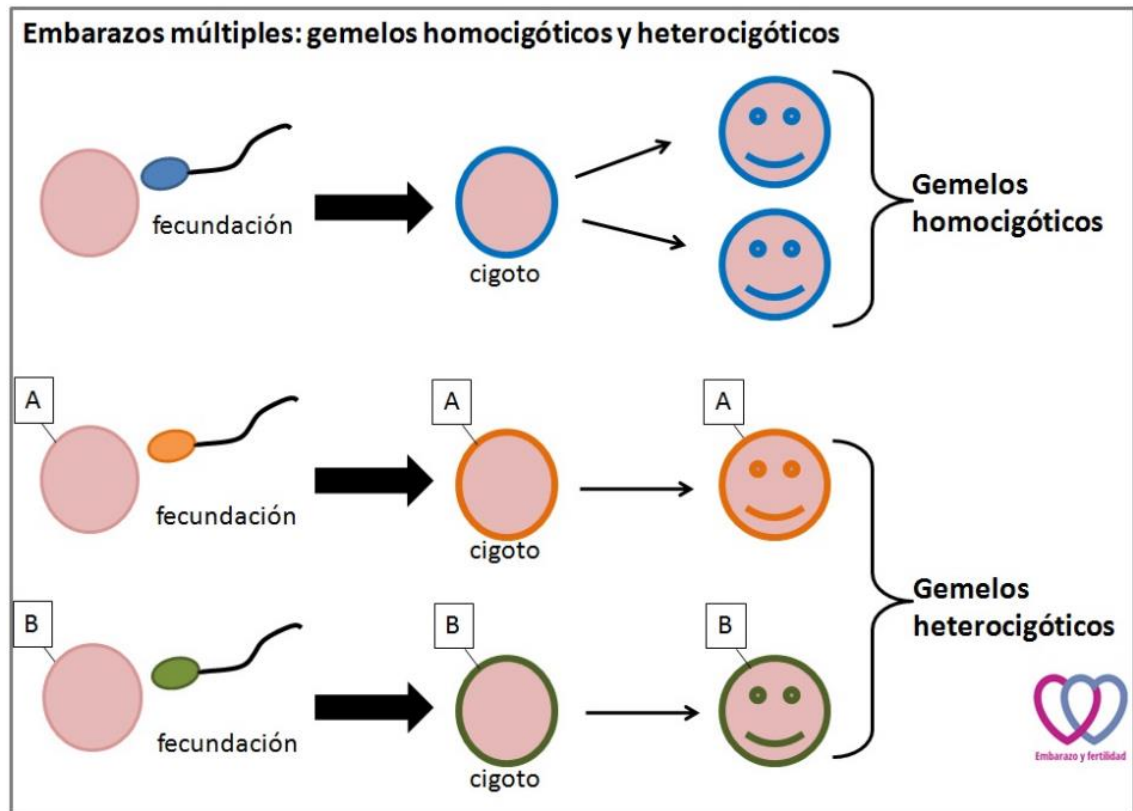 Embarazos múltiples: gemelos homocigóticos y heterocigóticos
fecundación
cigoto
Gemelos
homocigóticos
A
A
A
fecundación
cigoto
B
B
B
fecundación
cigoto
Gemelos
heterocigóticos
Embarazo y fertilidad